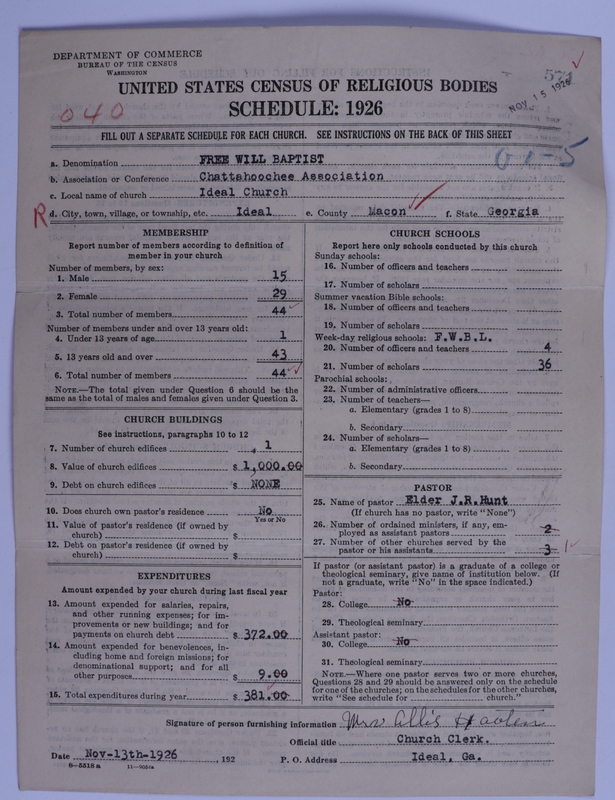 DEPARTMENT OF COMMERCE
BUREAU OF THE CENSUS
WASHINGTON
571
NOV 15 1926
UNITED STATES CENSUS OF RELIGIOUS BODIES
SCHEDULE: 1926
040
FILL OUT A SEPARATE SCHEDULE FOR EACH CHURCH. SEE INSTRUCTIONS ON THE BACK OF THIS SHEET
a. Denomination FREE WILL BAPTIST
b. Association or Conference Chattahoochee Association
c. Local name of church Ideal Church
R d. City, town, village, or township, etc. Ideal e. County Macon f. State Georgia
MEMBERSHIP
Report number of members according to definition of
member in your church
Number of members, by sex:
1. Male 15
2. Female 29
3. Total number of members 44
Number of members under and over 13 years old:
4. Under 13 years of age 1
5. 13 years old and over 43
6. Total number of members 44
NOTE.—The total given under Question 6 should be the
same as the total of males and females given under Question 3.
CHURCH BUILDINGS
See instructions, paragraphs 10 to 12
7. Number of church edifices 1
8. Value of church edifices $ 1,000.00
9. Debt on church edifices $ NONE
10. Does church own pastor's residence No
Yes or No
11. Value of pastor's residence (if owned by
church) $
12. Debt on pastor's residence (if owned by
church) $
EXPENDITURES
Amount expended by your church during last fiscal year
13. Amount expended for salaries, repairs,
and other running expenses; for im-
provements or new buildings; and for
payments on church debt $ 372.00
14. Amount expended for benevolences, in-
cluding home and foreign missions; for
denominational support; and for all
other purposes $ 9.00
15. Total expenditures during year $ 381.00
CHURCH SCHOOLS
Report here only schools conducted by this church
Sunday schools:
16. Number of officers and teachers
17. Number of scholars
Summer vacation Bible schools:
18. Number of officers and teachers
19. Number of scholars
Week-day religious schools: F.W.B.L.
20. Number of officers and teachers 4
21. Number of scholars 36
Parochial schools:
22. Number of administrative officers
23. Number of teachers—
a. Elementary (grades 1 to 8)
b. Secondary
24. Number of scholars—
a. Elementary (grades 1 to 8)
b. Secondary
PASTOR
25. Name of pastor Elder J.R.Hunt
(If church has no pastor, write "None")
26. Number of ordained ministers, if any, em-
ployed as assistant pastors 2
27. Number of other churches served by the
pastor or his assistants 3
If pastor (or assistant pastor) is a graduate of a college or
theological seminary, give name of institution below. (If
not a graduate, write "No" in the space indicated.)
Pastor:
28. College No
29. Theological seminary
Assistant pastor:
30. College No
31. Theological seminary
NOTE.—Where one pastor serves two or more churches,
Questions 28 and 29 should be answered only on the schedule
for one of the churches; on the schedules for the other churches,
write "See schedule for church."
Signature of person furnishing information Mrs
Official title Church Clerk.
Date Nov-13th-1926, 192 P. O. Address Ideal, Ga.